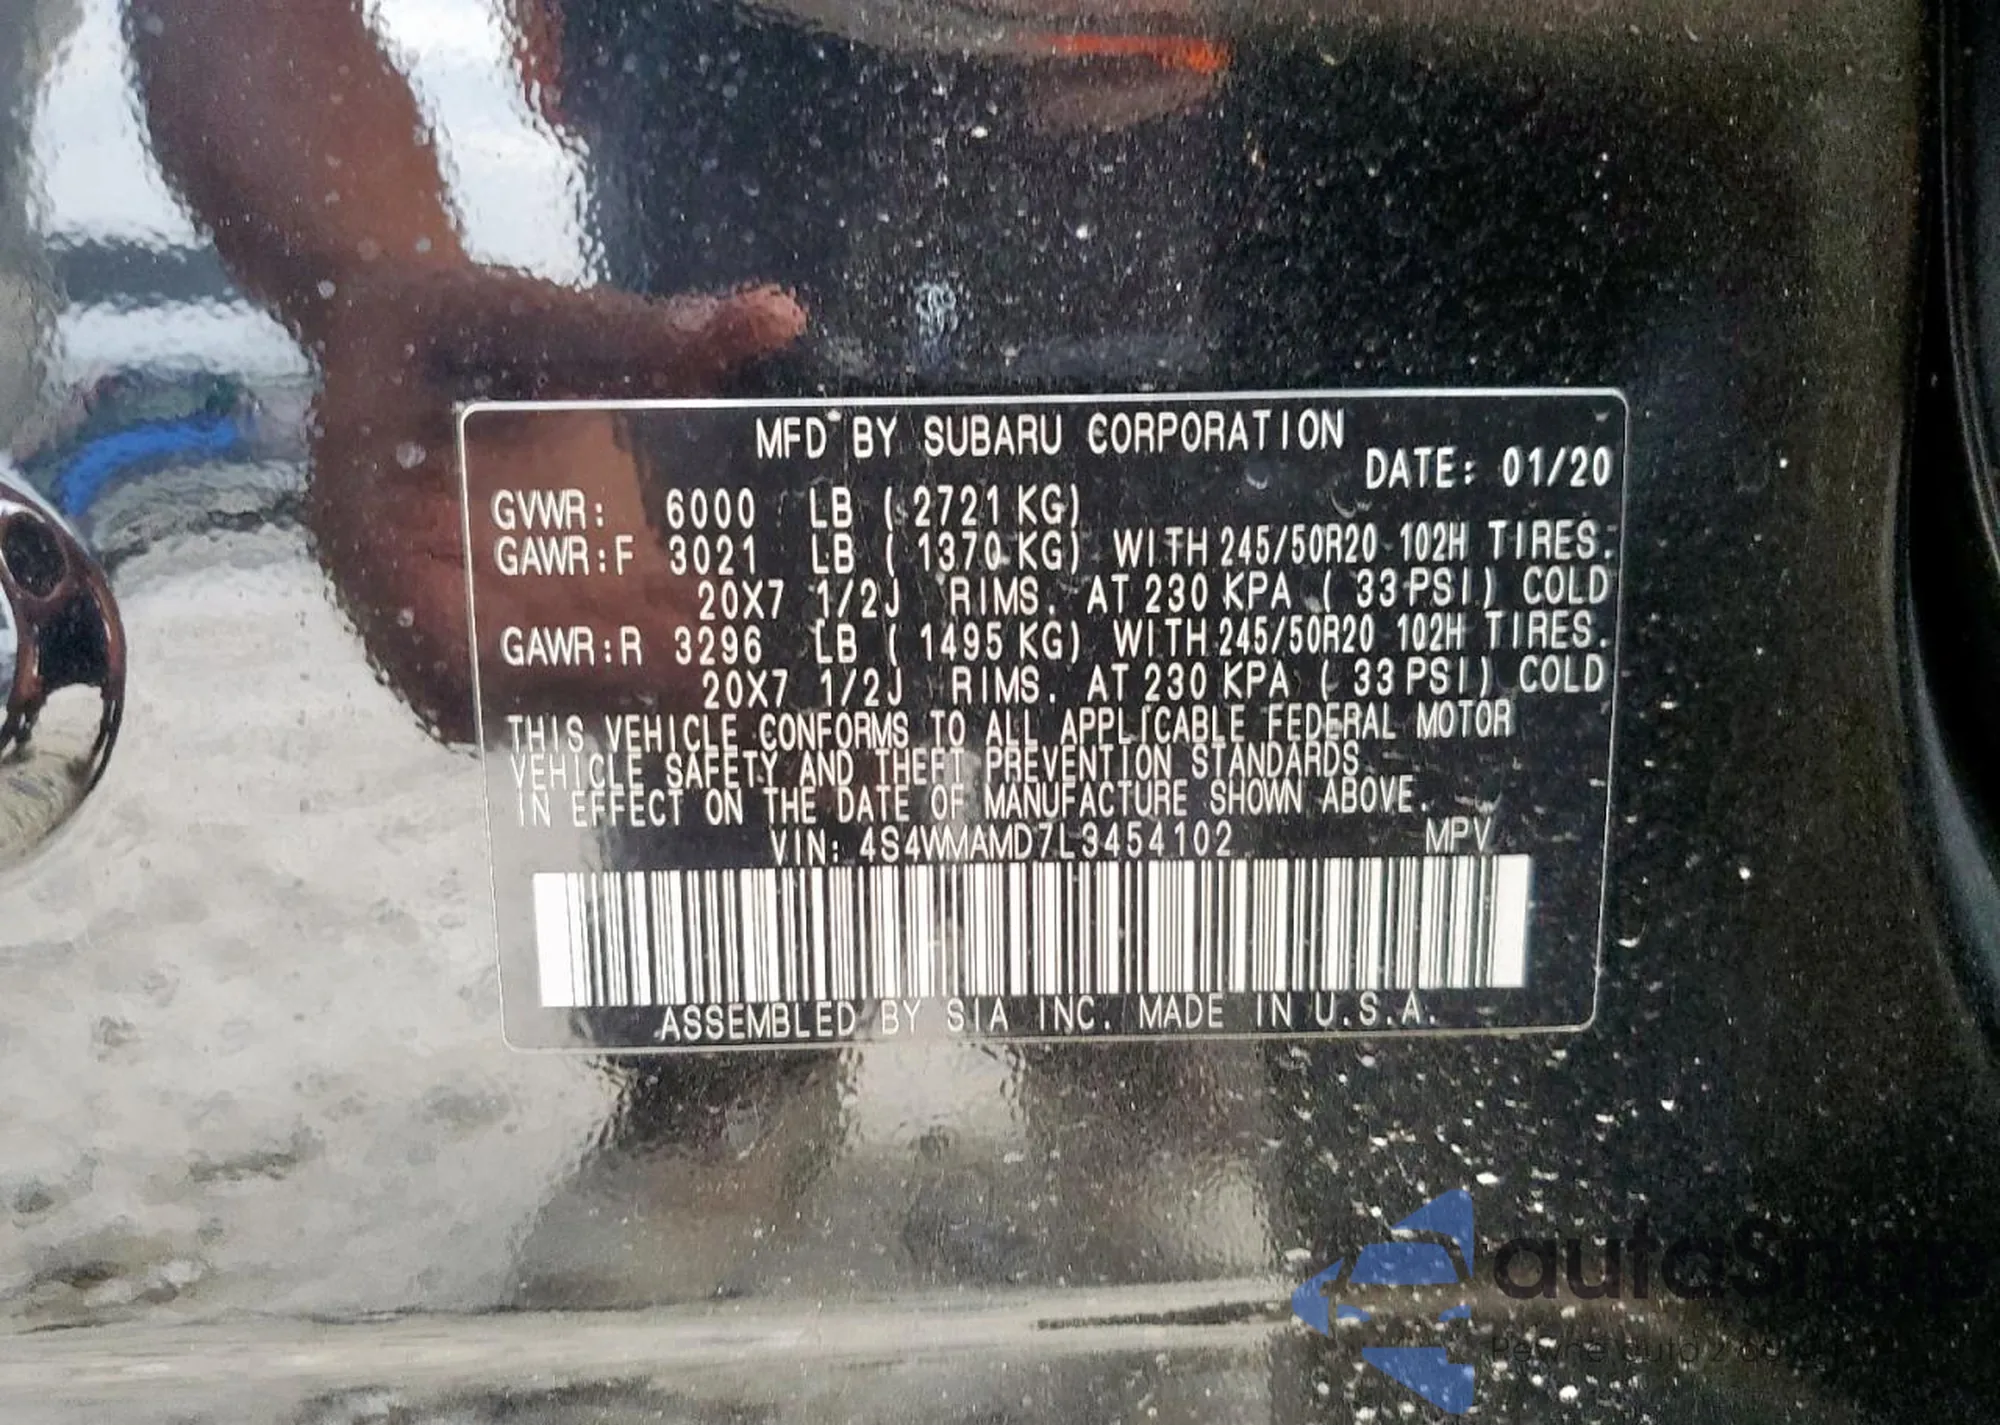 MFD BY SUBARU CORPORATION
DATE: 01/20
GVWR: 6000 LB ( 2721 KG)
GAWR:F 3021 LB ( 1370 KG) WITH 245/50R20 102H TIRES.
20X7 1/2J RIMS. AT 230 KPA ( 33 PSI) COLD
GAWR:R 3296 LB ( 1495 KG) WITH 245/50R20 102H TIRES.
20X7 1/2J RIMS. AT 230 KPA ( 33 PSI) COLD
THIS VEHICLE CONFORMS TO ALL APPLICABLE FEDERAL MOTOR
VEHICLE SAFETY AND THEFT PREVENTION STANDARDS
IN EFFECT ON THE DATE OF MANUFACTURE SHOWN ABOVE.
VIN: 4S4WMAMD7L3454102 MPV
ASSEMBLED BY SIA INC. MADE IN U.S.A.